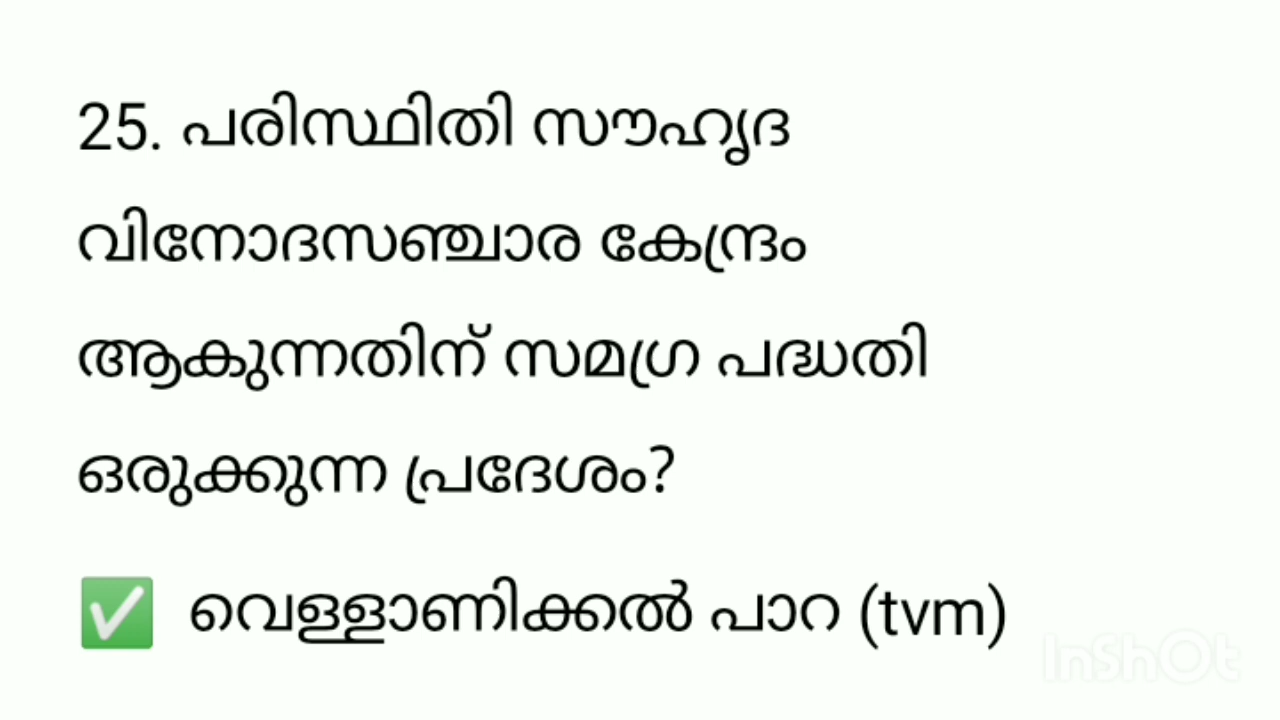 25. പരിസ്ഥിതി സൗഹൃദ
വിനോദസഞ്ചാര കേന്ദ്രം
ആകുന്നതിന് സമഗ്ര പദ്ധതി
ഒരുക്കുന്ന പ്രദേശം?
✅ വെള്ളാണിക്കൽ പാറ (tvm)
InShOt